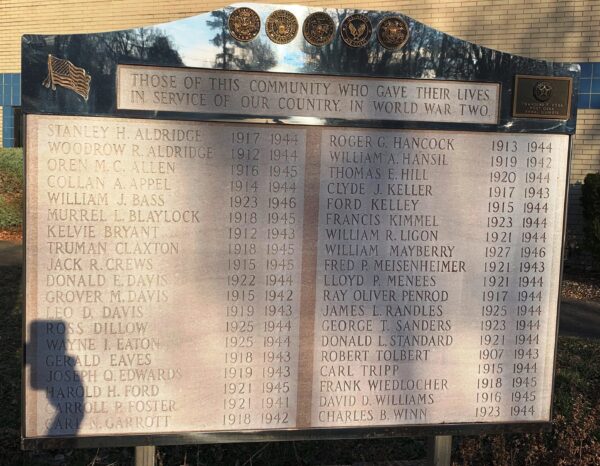 THOSE OF THIS COMMUNITY WHO GAVE THEIR LIVES
IN SERVICE OF OUR COUNTRY IN WORLD WAR TWO
STANLEY H. ALDRIDGE 1917 1944
WOODROW R. ALDRIDGE 1912 1944
OREN M. C. ALLEN 1916 1945
COLLAN A. APPEL 1914 1944
WILLIAM J. BASS 1923 1946
MURREL L. BLAYLOCK 1918 1945
KELVIE BRYANT 1912 1943
TRUMAN CLAXTON 1918 1945
JACK R. CREWS 1915 1945
DONALD E. DAVIS 1922 1944
GROVER M. DAVIS 1915 1942
LEO D. DAVIS 1919 1943
ROSS DILLOW 1925 1944
WAYNE I. EATON 1925 1944
GERALD EAVES 1918 1943
JOSEPH O. EDWARDS 1919 1943
HAROLD H. FORD 1921 1945
CARROLL P. FOSTER 1921 1941
CARL N. GARROTT 1918 1942
ROGER G. HANCOCK 1913 1944
WILLIAM A. HANSIL 1919 1942
THOMAS E. HILL 1920 1944
CLYDE J. KELLER 1917 1943
FORD KELLEY 1915 1944
FRANCIS KIMMEL 1923 1944
WILLIAM R. LIGON 1921 1944
WILLIAM MAYBERRY 1927 1946
FRED P. MEISENHEIMER 1921 1943
LLOYD P. MENEES 1921 1944
RAY OLIVER PENROD 1917 1944
JAMES L. RANDLES 1925 1944
GEORGE T. SANDERS 1923 1944
DONALD L. STANDARD 1921 1944
ROBERT TOLBERT 1907 1943
CARL TRIPP 1915 1944
FRANK WIEDLOCHER 1918 1945
DAVID D. WILLIAMS 1916 1945
CHARLES B. WINN 1923 1944